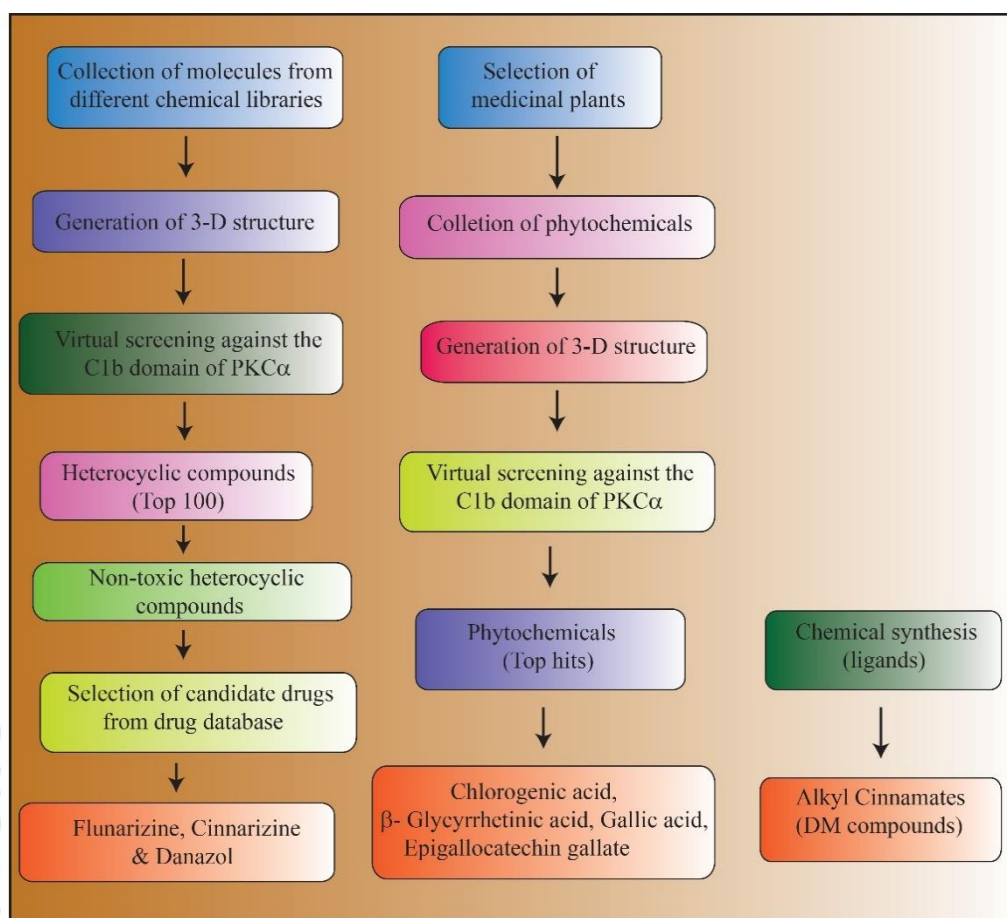 Collection of molecules from
different chemical libraries
Generation of 3-D structure
Virtual screening against the
C1b domain of PKCα
Heterocyclic compounds
(Top 100)
Non-toxic heterocyclic
compounds
Selection of candidate drugs
from drug database
Flunarizine, Cinnarizine
& Danazol
Selection of
medicinal plants
Colletion of phytochemicals
Generation of 3-D structure
Virtual screening against the
C1b domain of PKCα
Phytochemicals
(Top hits)
Chlorogenic acid,
β- Glycyrrhetinic acid, Gallic acid,
Epigallocatechin gallate
Chemical synthesis
(ligands)
Alkyl Cinnamates
(DM compounds)